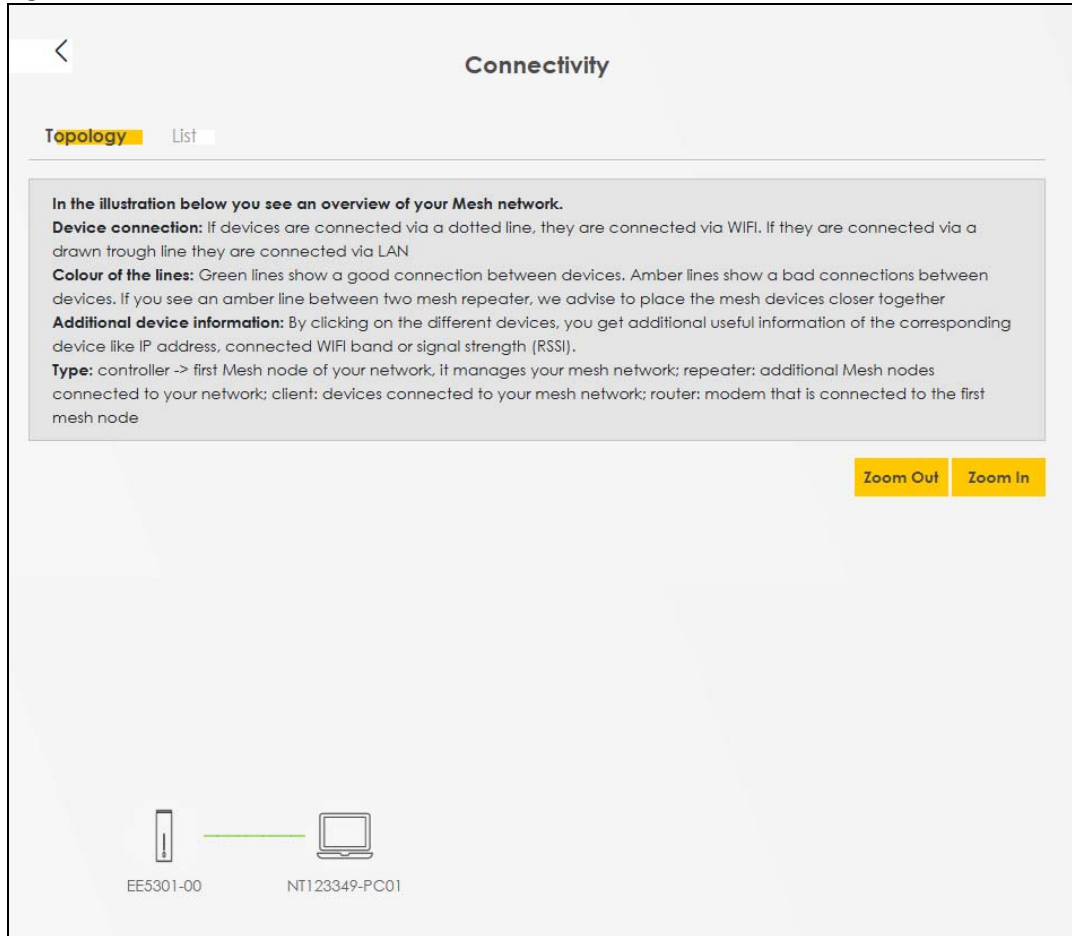 Connectivity
Topology List
In the illustration below you see an overview of your Mesh network.
Device connection: If devices are connected via a dotted line, they are connected via WIFI. If they are connected via a
drawn trough line they are connected via LAN
Colour of the lines: Green lines show a good connection between devices. Amber lines show a bad connections between
devices. If you see an amber line between two mesh repeater, we advise to place the mesh devices closer together
Additional device information: By clicking on the different devices, you get additional useful information of the corresponding
device like IP address, connected WIFI band or signal strength (RSSI).
Type: controller -> first Mesh node of your network, it manages your mesh network; repeater: additional Mesh nodes
connected to your network; client: devices connected to your mesh network; router: modem that is connected to the first
mesh node
Zoom Out Zoom In
EE5301-00 NT123349-PC01